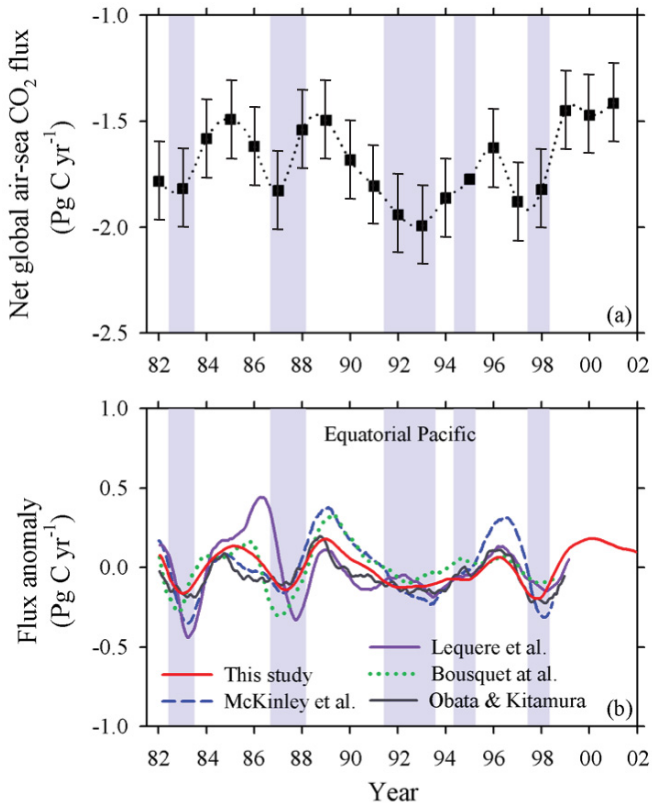 Net global air-sea CO₂ flux
(Pg C yr⁻¹)
-1.0
-1.5
-2.0
-2.5
(a)
82 84 86 88 90 92 94 96 98 00 02
Flux anomaly
(Pg C yr⁻¹)
1.0
0.5
0.0
-0.5
-1.0
Equatorial Pacific
Lequere et al.
This study
Bousquet at al.
McKinley et al.
Obata & Kitamura
(b)
82 84 86 88 90 92 94 96 98 00 02
Year